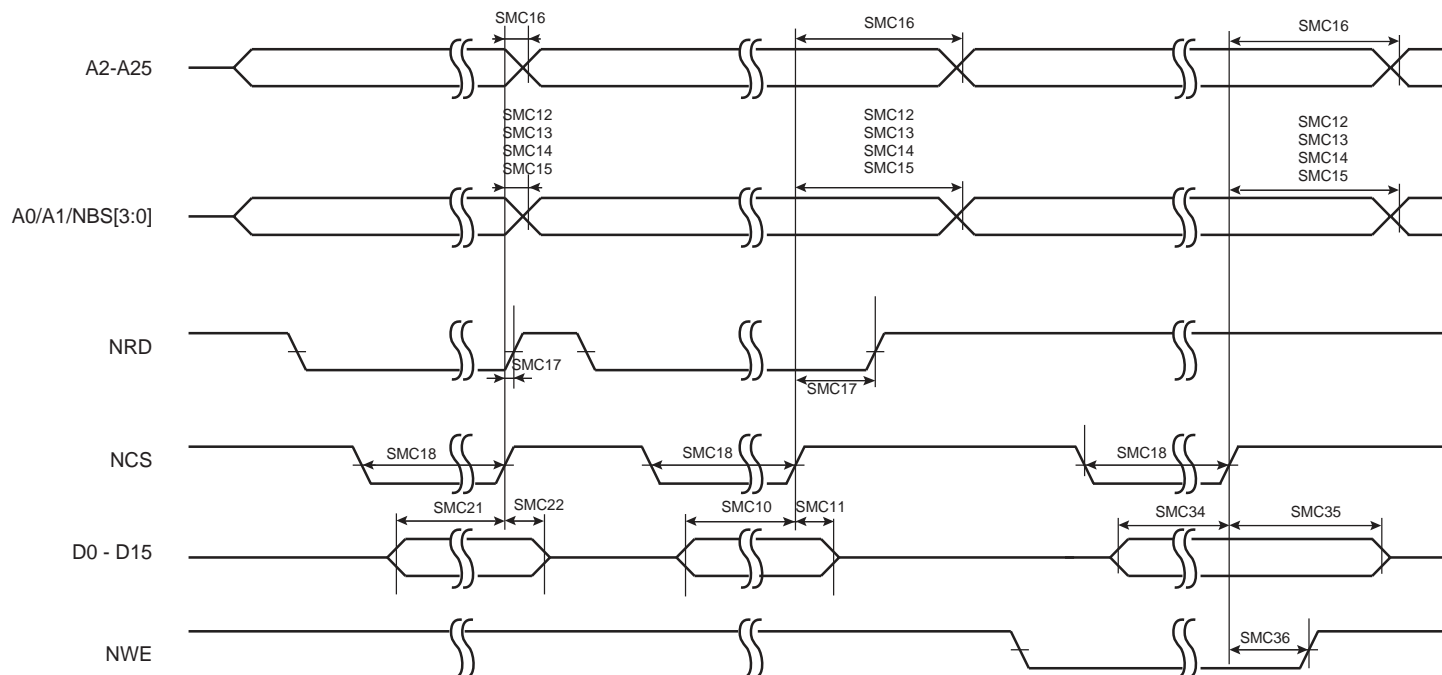 SMC16
SMC16
SMC16
A2-A25
SMC12
SMC13
SMC14
SMC15
SMC12
SMC13
SMC14
SMC15
SMC12
SMC13
SMC14
SMC15
A0/A1/NBS[3:0]
NRD
SMC17
SMC17
NCS
SMC18
SMC18
SMC18
SMC21
SMC22
SMC10
SMC11
SMC34
SMC35
D0 - D15
NWE
SMC36